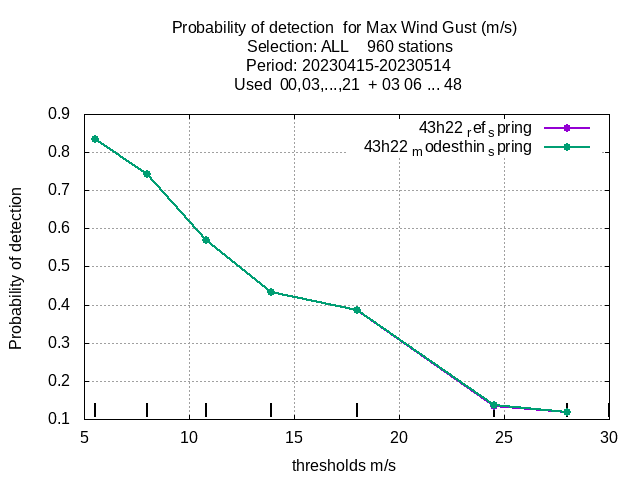 Probability of detection  for Max Wind Gust (m/s)
Selection: ALL    960 stations
Period: 20230415-20230514
Used  00,03,...,21  + 03 06 ... 48
43h22 ref spring
43h22 modesthin spring
Probability of detection
0.9
0.8
0.7
0.6
0.5
0.4
0.3
0.2
0.1
5 10 15 20 25 30
thresholds m/s